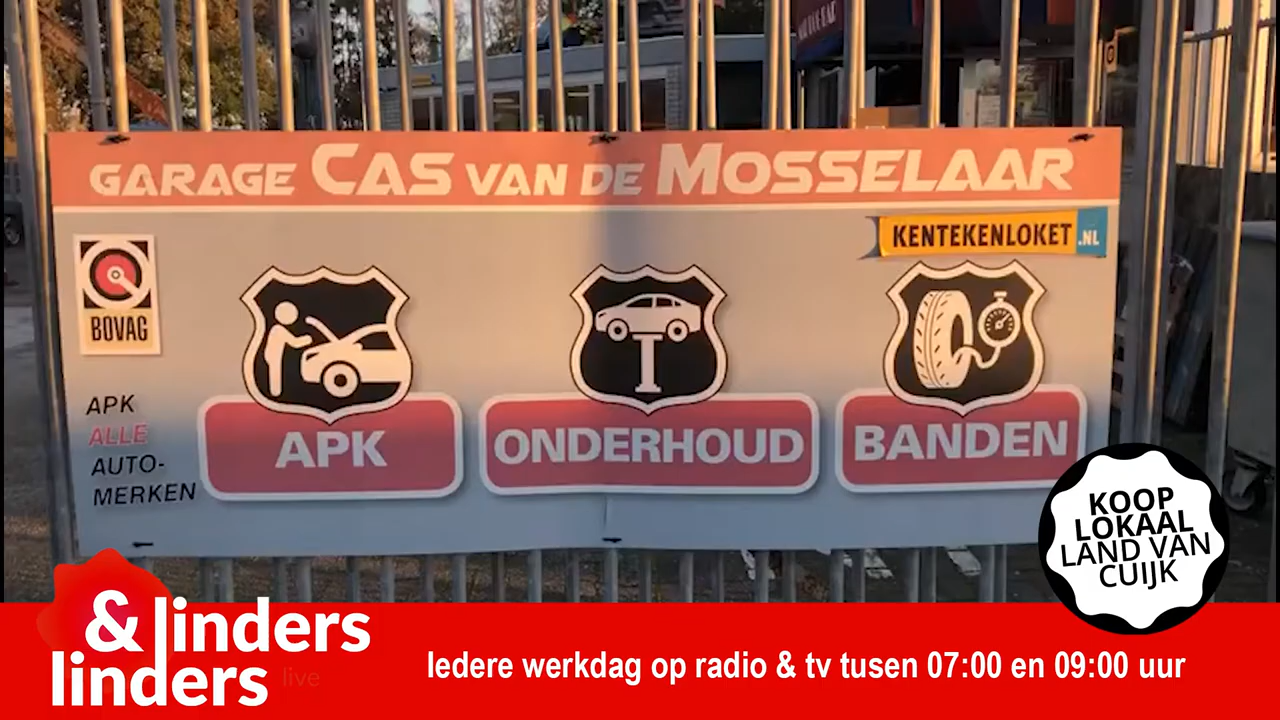 GARAGE CAS VAN DE MOSSELAAR
KENTEKENLOKET.NL
BOVAG
APK
ALLE
AUTO-
MERKEN
APK
ONDERHOUD
BANDEN
KOOP
LOKAAL
LAND VAN
CUIJK
& linders
linders live
Iedere werkdag op radio & tv tusen 07:00 en 09:00 uur